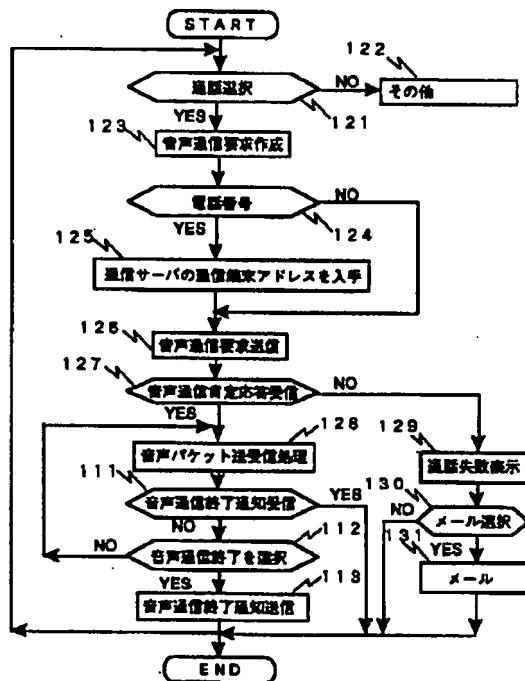 START
122
通話選択
NO
その他
121
YES
123
音声通信要求作成
電話番号
NO
124
YES
125
通信サーバの通信端末アドレスを入手
126
音声通信要求送信
127
音声通信肯定応答受信
NO
YES
128
129
音声パケット送受信処理
通話失敗表示
111
130
音声通信終了通知受信
YES
NO
メール選択
NO
112
131
YES
NO
音声通信終了を選択
メール
YES
113
音声通信終了通知送信
END